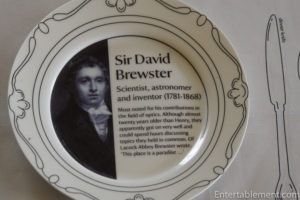 Sir David
Brewster
Scientist, astronomer
and inventor (1781-1868)
Most noted for his contributions in
the field of optics. Although almost
twenty years older than Henry, they
apparently got on very well and
could spend hours discussing
topics they held in common. Of
Lacock Abbey Brewster wrote,
'This place is a paradise ...'
Entertablement.com